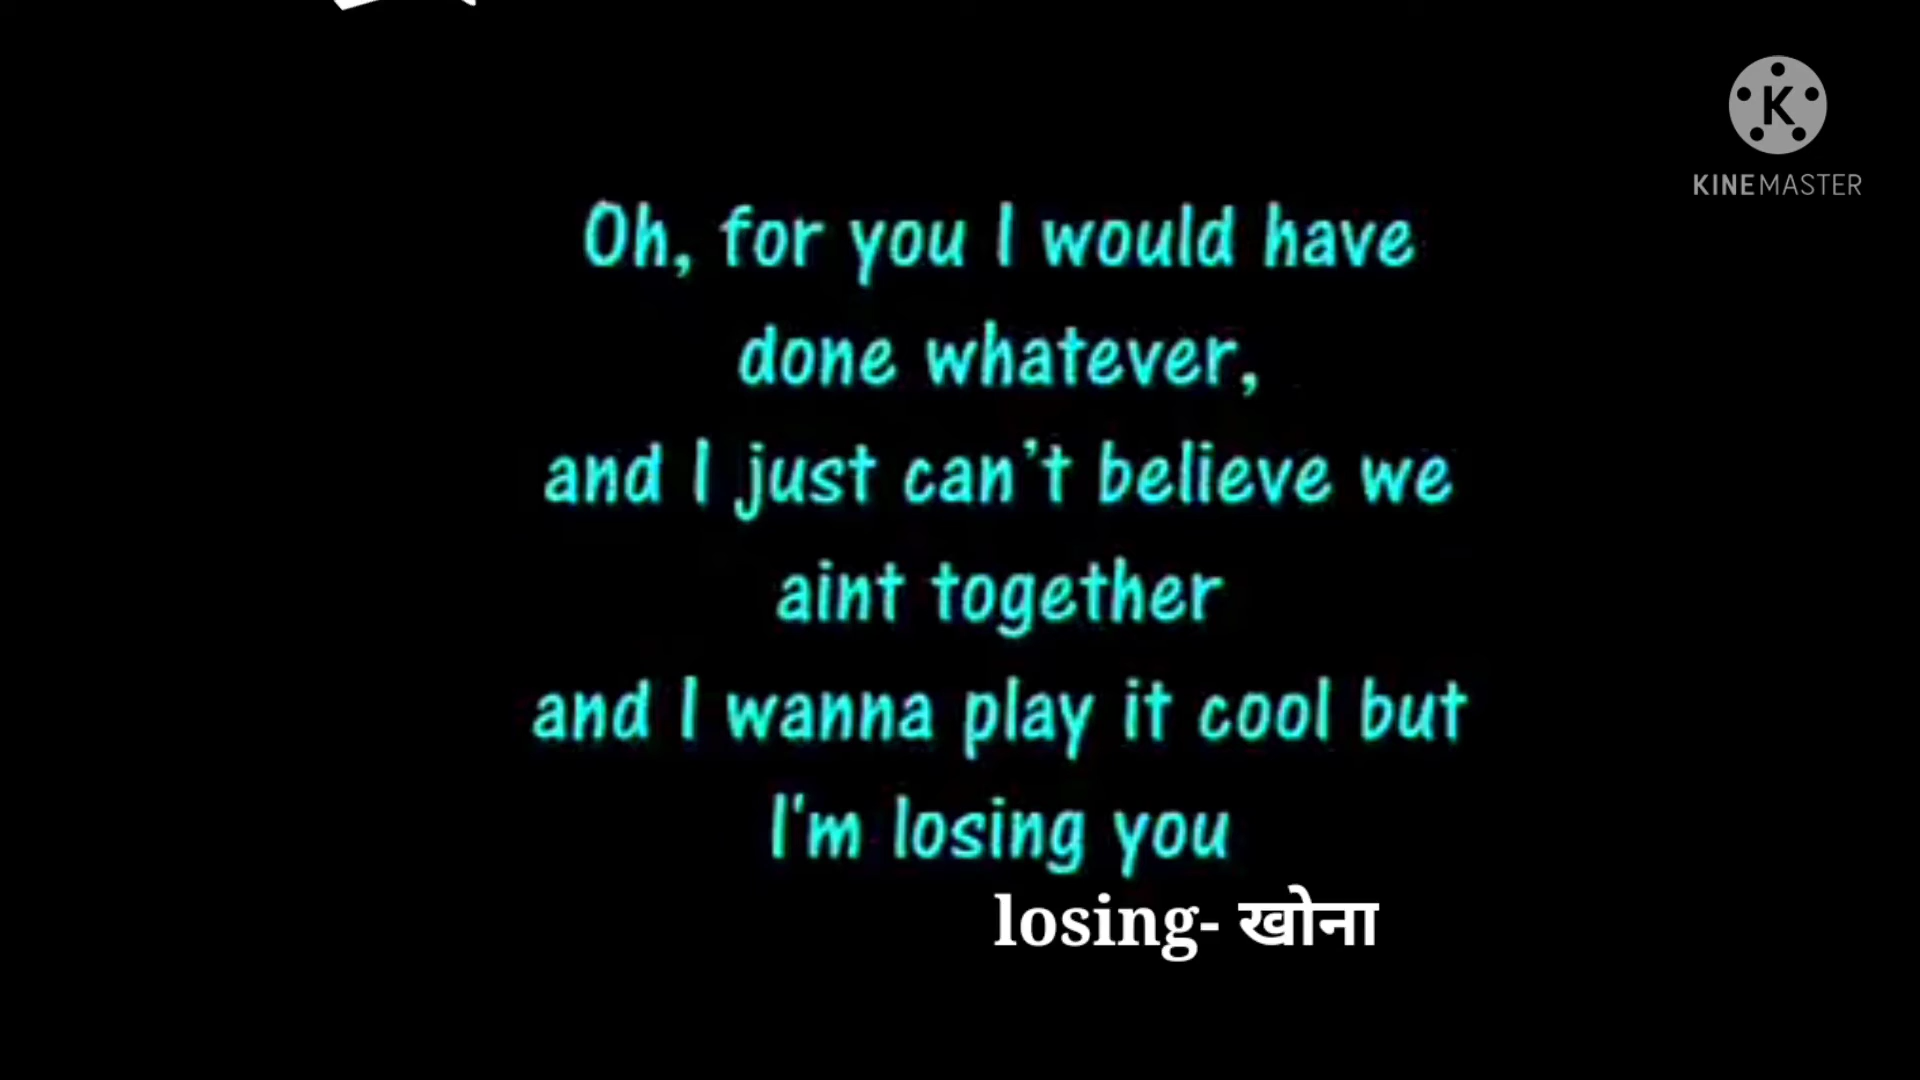 KINEMASTER
Oh, for you I would have
done whatever,
and I just can't believe we
aint together
and I wanna play it cool but
I'm losing you
losing- खोना